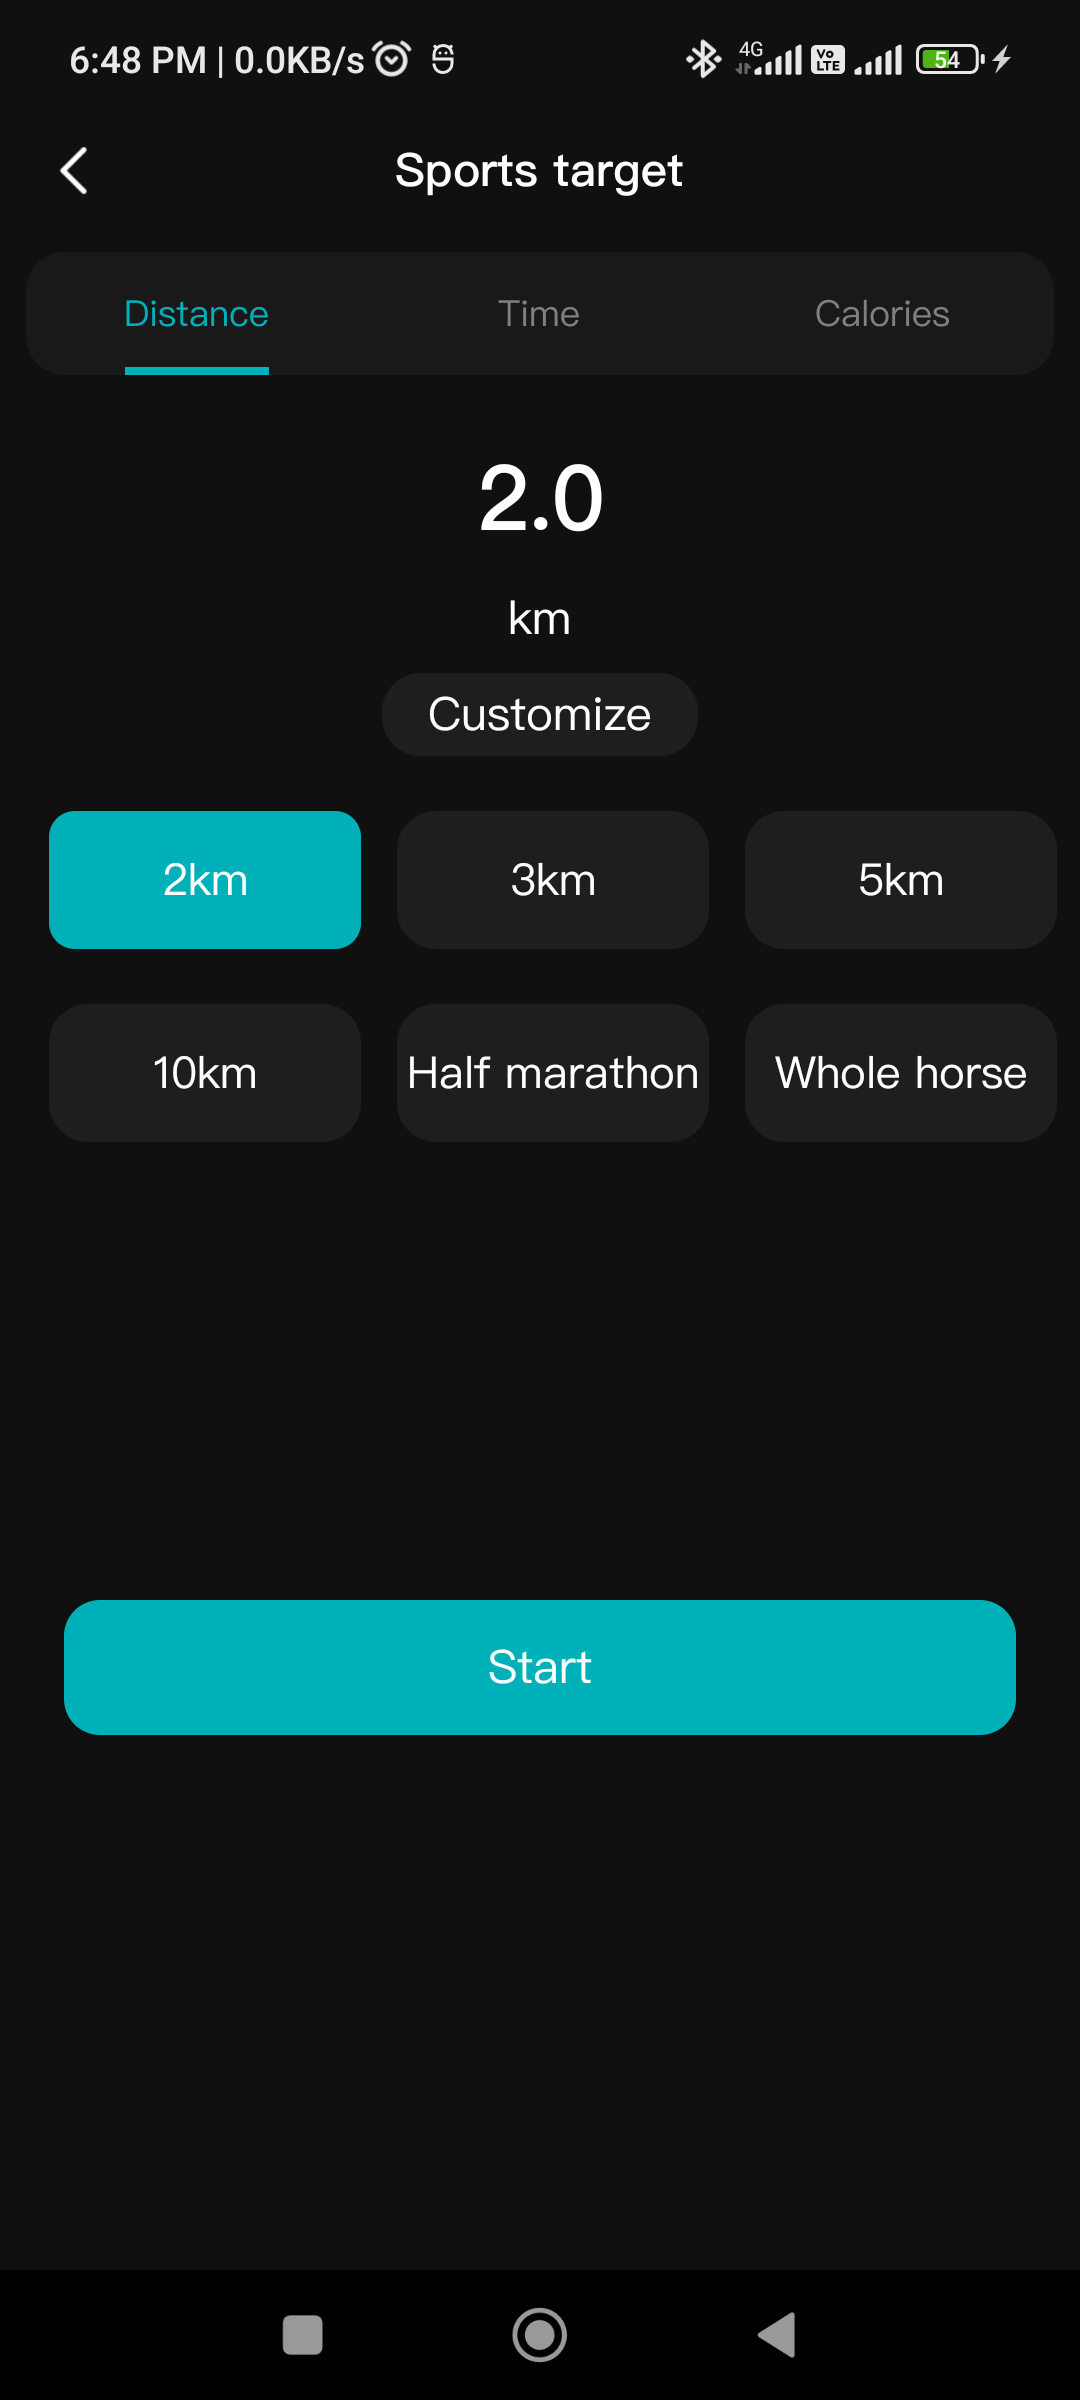 6:48 PM | 0.0KB/s 4G VoLTE 54
Sports target
Distance Time Calories
2.0
km
Customize
2km 3km 5km
10km Half marathon Whole horse
Start